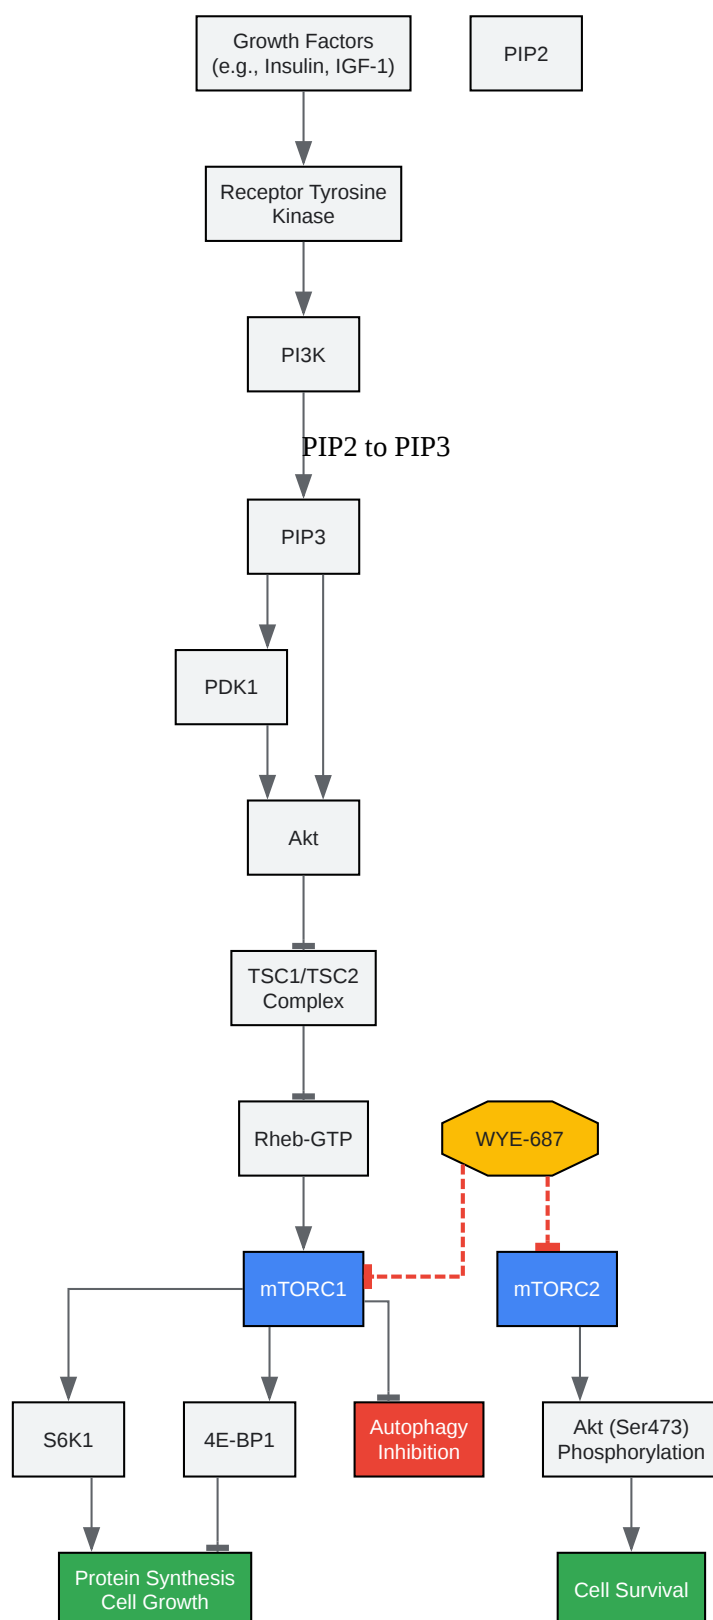 Growth Factors
(e.g., Insulin, IGF-1)
PIP2
Receptor Tyrosine
Kinase
PI3K
PIP2 to PIP3
PIP3
PDK1
Akt
TSC1/TSC2
Complex
Rheb-GTP
WYE-687
mTORC1
mTORC2
S6K1
4E-BP1
Autophagy
Inhibition
Akt (Ser473)
Phosphorylation
Protein Synthesis
Cell Growth
Cell Survival